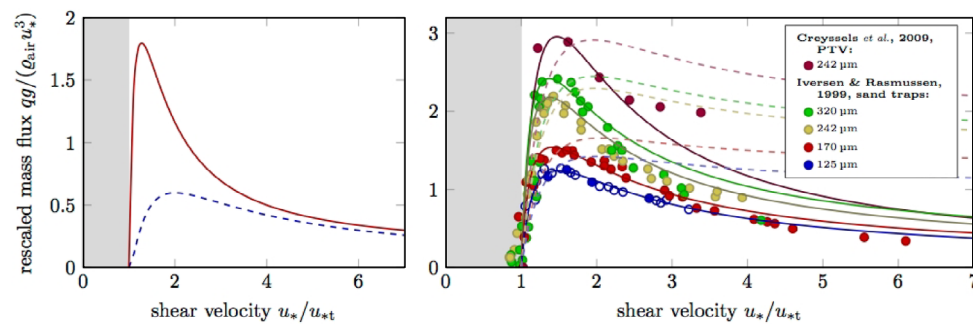 rescaled mass flux qg/(ϱair u*³)
2
1.5
1
0.5
0
2
4
6
shear velocity u*/u*t
3
2
1
0
0
1
2
3
4
5
6
7
shear velocity u*/u*t
Creyssels et al., 2009,
PTV:
242 µm
Iversen & Rasmussen,
1999, sand traps:
320 µm
242 µm
170 µm
125 µm